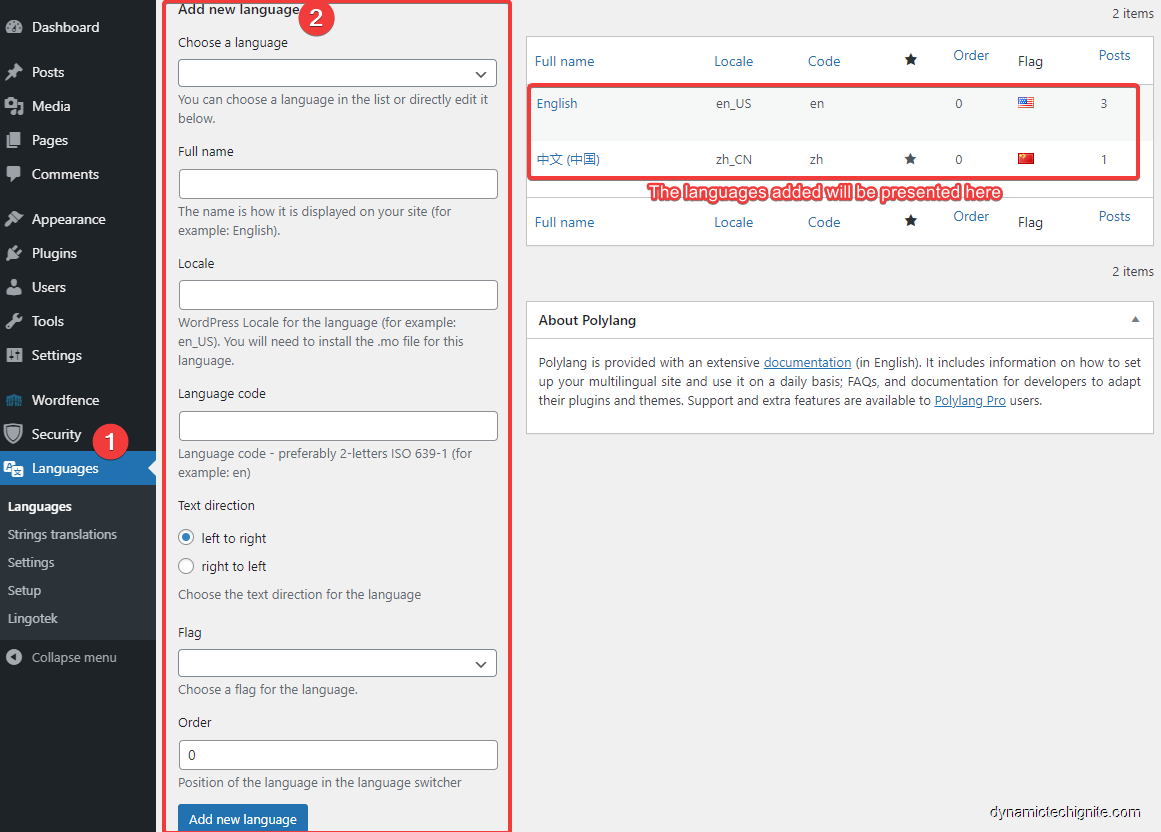 Dashboard
Posts
Media
Pages
Comments
Appearance
Plugins
Users
Tools
Settings
Wordfence
Security
1
Languages
Languages
Strings translations
Settings
Setup
Lingotek
Collapse menu
Add new language
2
Choose a language
You can choose a language in the list or directly edit it
below.
Full name
The name is how it is displayed on your site (for
example: English).
Locale
WordPress Locale for the language (for example:
en_US). You will need to install the .mo file for this
language.
Language code
Language code - preferably 2-letters ISO 639-1 (for
example: en)
Text direction
left to right
right to left
Choose the text direction for the language
Flag
Choose a flag for the language.
Order
0
Position of the language in the language switcher
Add new language
2 items
Full name Locale Code ★ Order Flag Posts
English en_US en 0 3
中文 (中国) zh_CN zh ★ 0 1
The languages added will be presented here
Full name Locale Code ★ Order Flag Posts
2 items
About Polylang
Polylang is provided with an extensive documentation (in English). It includes information on how to set
up your multilingual site and use it on a daily basis; FAQs, and documentation for developers to adapt
their plugins and themes. Support and extra features are available to Polylang Pro users.
dynamictechignite.com